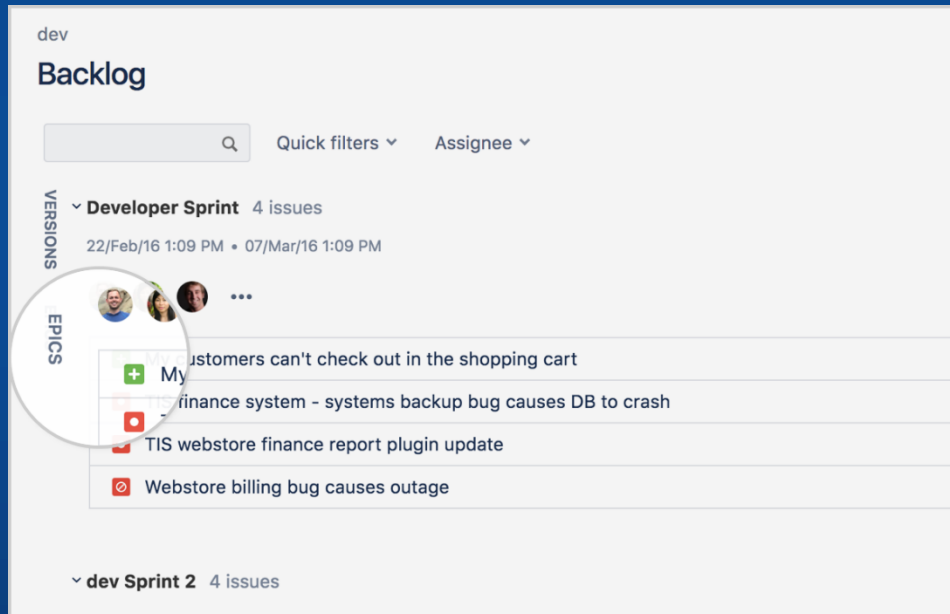 dev
Backlog
Quick filters Assignee
VERSIONS
Developer Sprint 4 issues
22/Feb/16 1:09 PM • 07/Mar/16 1:09 PM
•••
EPICS
My customers can't check out in the shopping cart
My
TIS finance system - systems backup bug causes DB to crash
TIS webstore finance report plugin update
Webstore billing bug causes outage
dev Sprint 2 4 issues